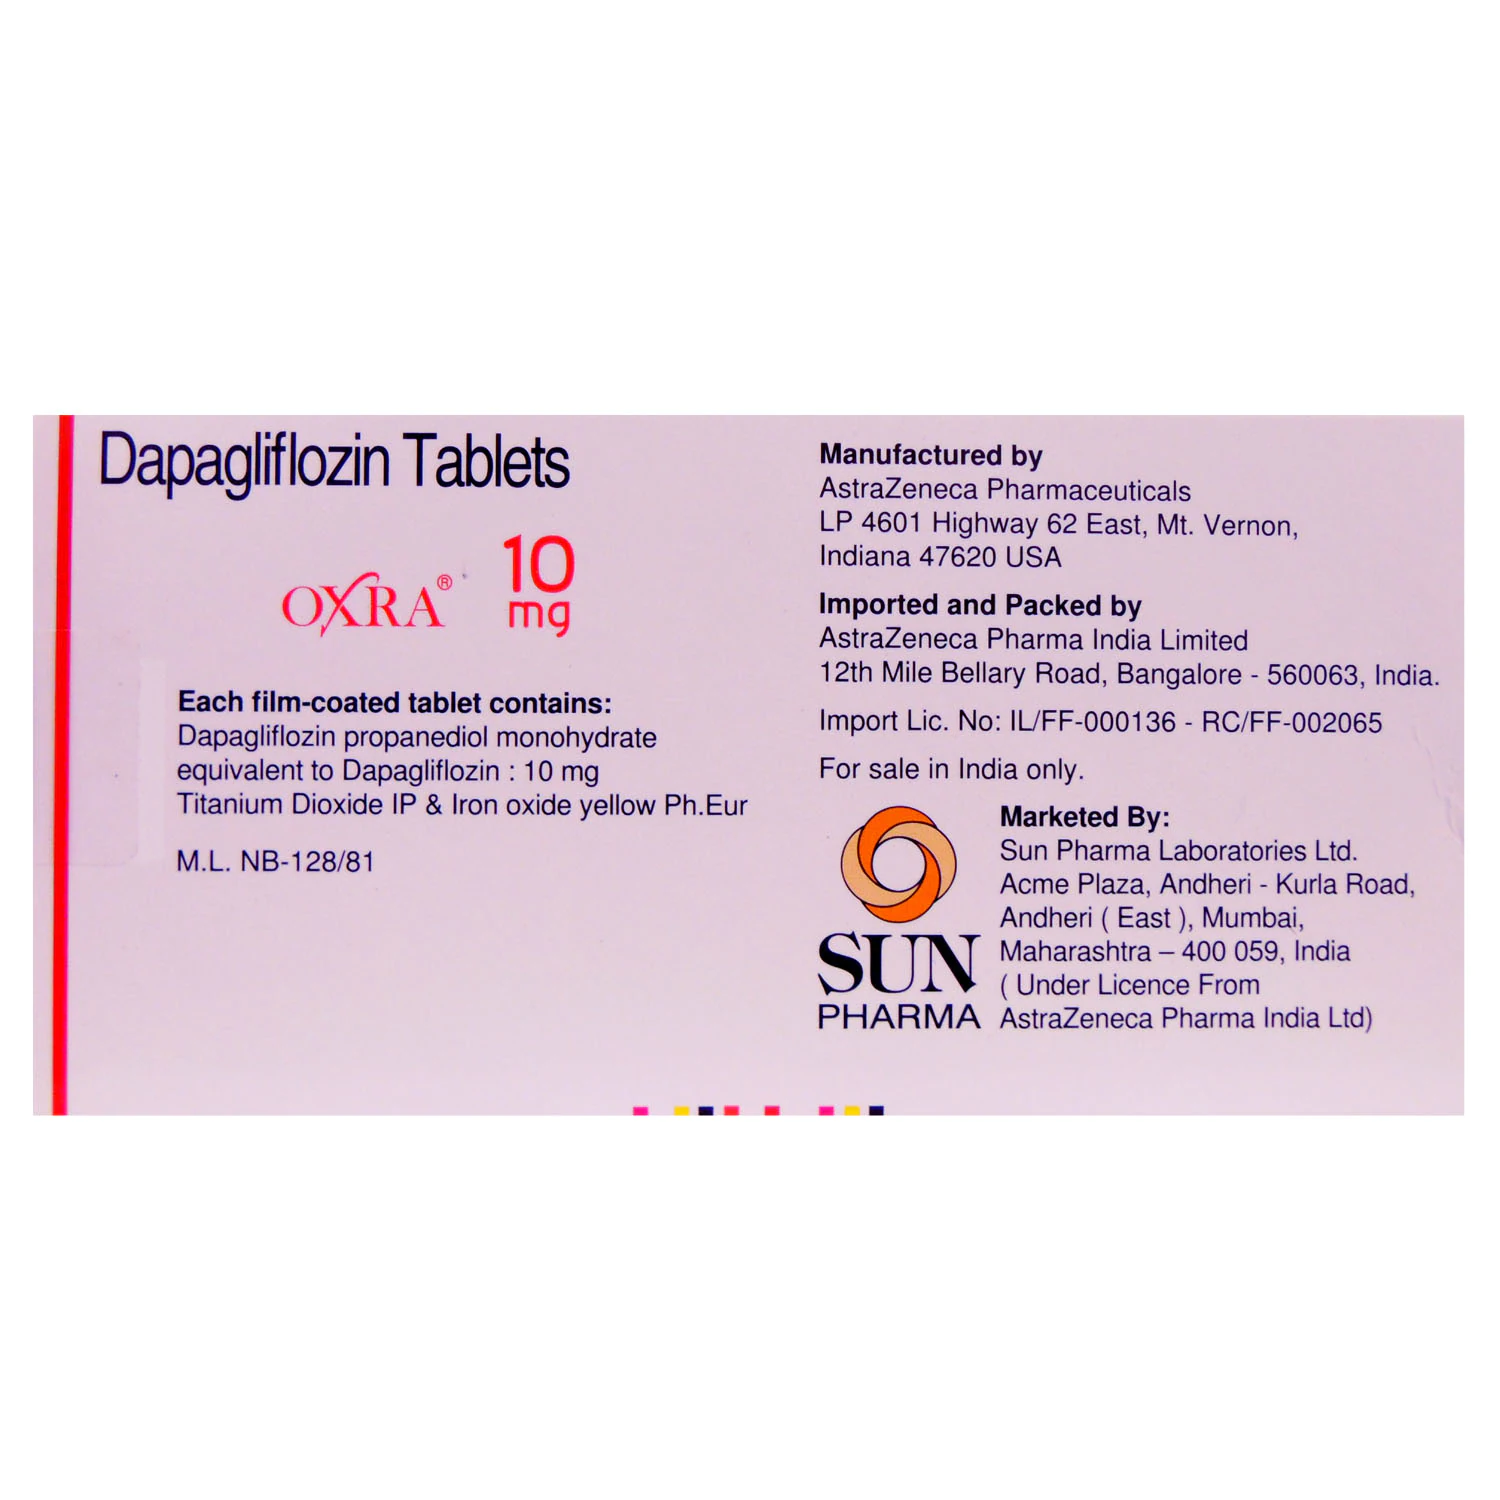 Dapagliflozin Tablets
OXRA® 10
mg
Each film-coated tablet contains:
Dapagliflozin propanediol monohydrate
equivalent to Dapagliflozin : 10 mg
Titanium Dioxide IP & Iron oxide yellow Ph.Eur
M.L. NB-128/81
Manufactured by
AstraZeneca Pharmaceuticals
LP 4601 Highway 62 East, Mt. Vernon,
Indiana 47620 USA
Imported and Packed by
AstraZeneca Pharma India Limited
12th Mile Bellary Road, Bangalore - 560063, India.
Import Lic. No: IL/FF-000136 - RC/FF-002065
For sale in India only.
SUN
PHARMA
Marketed By:
Sun Pharma Laboratories Ltd.
Acme Plaza, Andheri - Kurla Road,
Andheri ( East ), Mumbai,
Maharashtra – 400 059, India
( Under Licence From
AstraZeneca Pharma India Ltd)